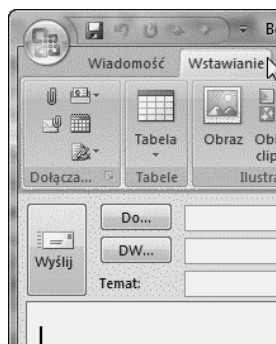 Wiadomość Wstawianie
Tabela Obraz
Dołącza... Tabele
Do...
DW...
Wyślij
Temat: